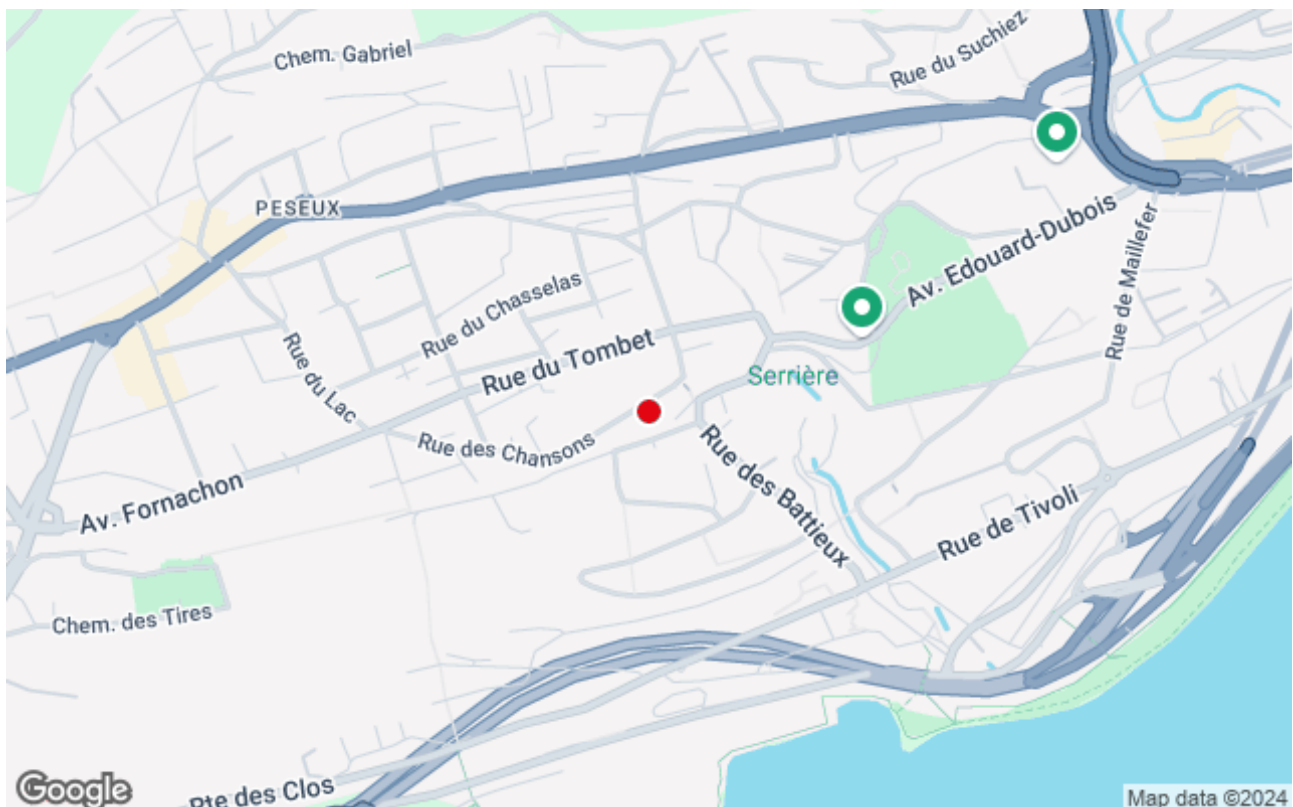 Chem. Gabriel
Rue du Suchiez
PESEUX
Av. Edouard-Dubois
Rue de Maillefer
Rue du Chasselas
Rue du Tombet
Serrière
Rue du Lac
Rue des Chansons
Rue des Battieux
Av. Fornachon
Rue de Tivoli
Chem. des Tires
Rte des Clos
Google
Map data ©2024